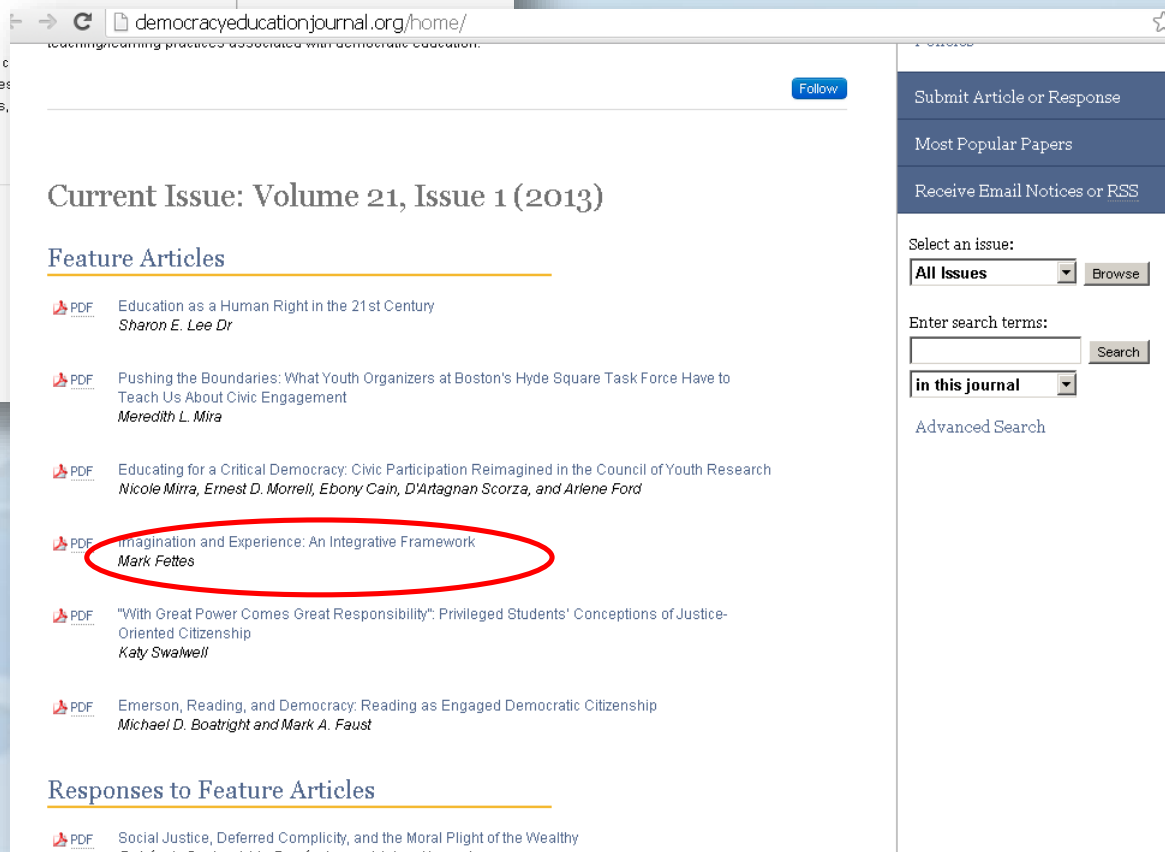 democracyeducationjournal.org/home/
teaching/learning practices associated with democratic education.
Policies
Follow
Submit Article or Response
Most Popular Papers
Receive Email Notices or RSS
Select an issue:
All Issues
Browse
Enter search terms:
Search
in this journal
Advanced Search
Current Issue: Volume 21, Issue 1 (2013)
Feature Articles
PDF Education as a Human Right in the 21st Century
Sharon E. Lee Dr
PDF Pushing the Boundaries: What Youth Organizers at Boston's Hyde Square Task Force Have to
Teach Us About Civic Engagement
Meredith L. Mira
PDF Educating for a Critical Democracy: Civic Participation Reimagined in the Council of Youth Research
Nicole Mirra, Ernest D. Morrell, Ebony Cain, D'Artagnan Scorza, and Arlene Ford
PDF Imagination and Experience: An Integrative Framework
Mark Fettes
PDF "With Great Power Comes Great Responsibility": Privileged Students' Conceptions of Justice-
Oriented Citizenship
Katy Swalwell
PDF Emerson, Reading, and Democracy: Reading as Engaged Democratic Citizenship
Michael D. Boatright and Mark A. Faust
Responses to Feature Articles
PDF Social Justice, Deferred Complicity, and the Moral Plight of the Wealthy